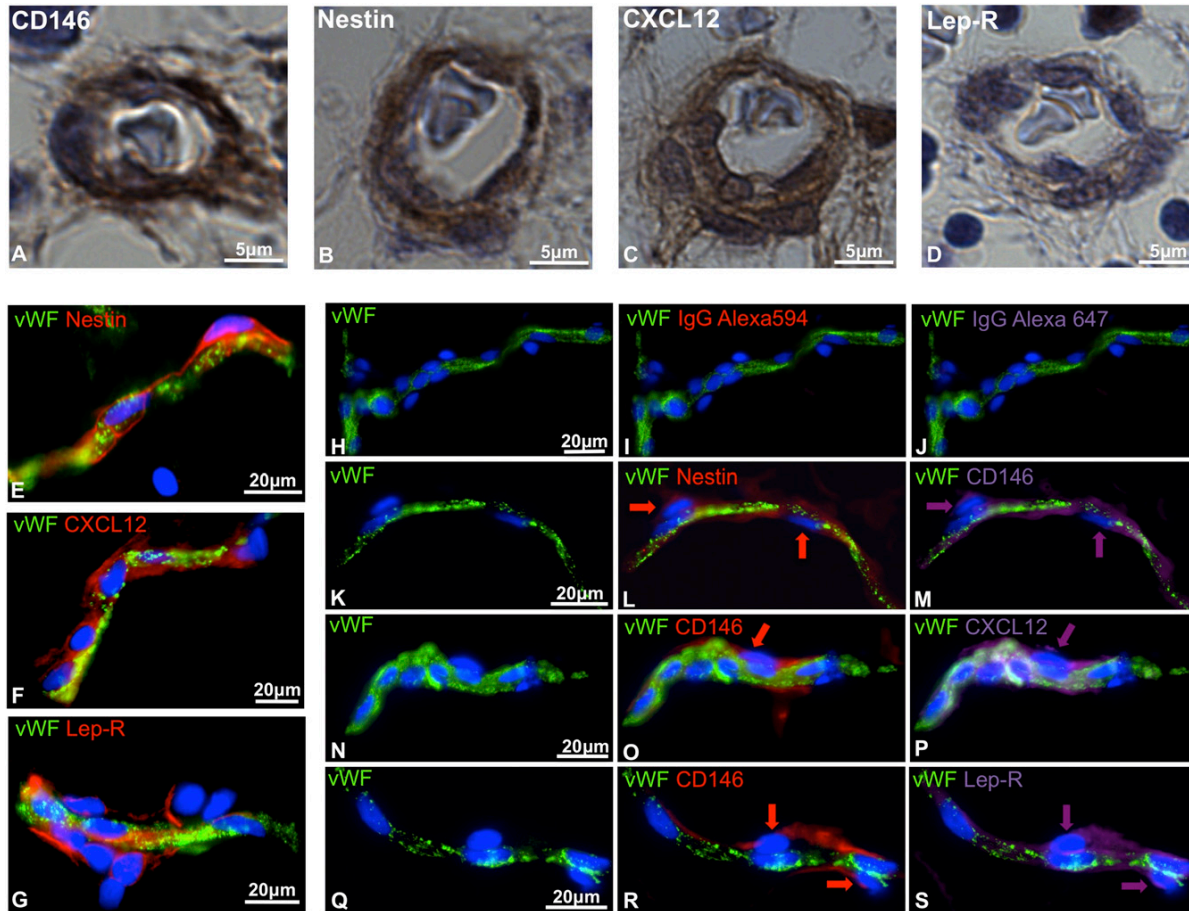 CD146
Nestin
CXCL12
Lep-R
A
5µm
B
5µm
C
5µm
D
5µm
vWF Nestin
E
20µm
vWF CXCL12
F
20µm
vWF Lep-R
G
20µm
vWF
H
20µm
vWF IgG Alexa594
I
vWF IgG Alexa 647
J
vWF
K
20µm
vWF Nestin
L
vWF CD146
M
vWF
N
20µm
vWF CD146
O
vWF CXCL12
P
vWF
Q
20µm
vWF CD146
R
vWF Lep-R
S